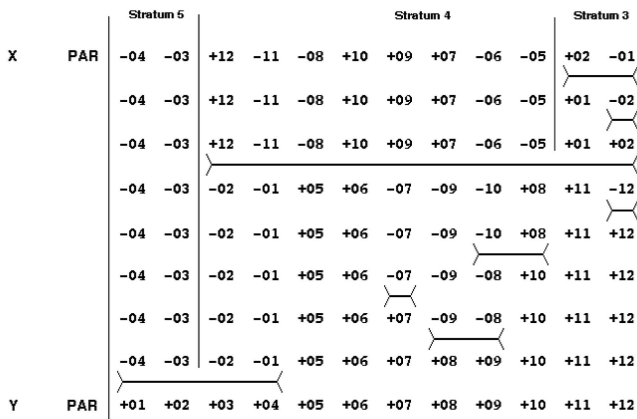 Stratum 5 Stratum 4 Stratum 3
X PAR -04 -03 +12 -11 -08 +10 +09 +07 -06 -05 +02 -01
-04 -03 +12 -11 -08 +10 +09 +07 -06 -05 +01 -02
-04 -03 +12 -11 -08 +10 +09 +07 -06 -05 +01 +02
-04 -03 -02 -01 +05 +06 -07 -09 -10 +08 +11 -12
-04 -03 -02 -01 +05 +06 -07 -09 -10 +08 +11 +12
-04 -03 -02 -01 +05 +06 -07 -09 -08 +10 +11 +12
-04 -03 -02 -01 +05 +06 +07 -09 -08 +10 +11 +12
-04 -03 -02 -01 +05 +06 +07 +08 +09 +10 +11 +12
Y PAR +01 +02 +03 +04 +05 +06 +07 +08 +09 +10 +11 +12